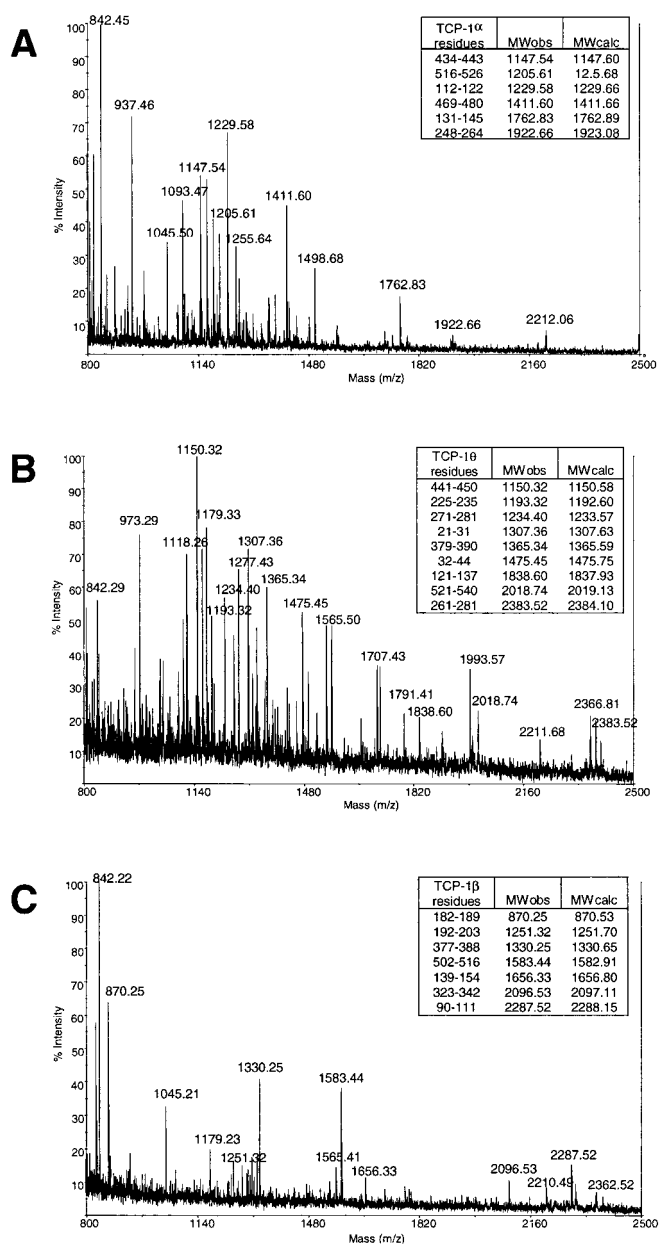 A
TCP-1α residues MWobs MWcalc
434-443 1147.54 1147.60
516-526 1205.61 12.5.68
112-122 1229.58 1229.66
469-480 1411.60 1411.66
131-145 1762.83 1762.89
248-264 1922.66 1923.08
% Intensity
100
90
80
70
60
50
40
30
20
10
842.45
937.46
1045.50
1093.47
1147.54
1205.61
1229.58
1255.64
1411.60
1498.68
1762.83
1922.66
2212.06
800 1140 1480 1820 2160 2500
Mass (m/z)
B
TCP-1θ residues MWobs MWcalc
441-450 1150.32 1150.58
225-235 1193.32 1192.60
271-281 1234.40 1233.57
21-31 1307.36 1307.63
379-390 1365.34 1365.59
32-44 1475.45 1475.75
121-137 1838.60 1837.93
521-540 2018.74 2019.13
261-281 2383.52 2384.10
% Intensity
100
90
80
70
60
50
40
30
20
10
842.29
973.29
1118.26
1150.32
1179.33
1193.32
1234.40
1277.43
1307.36
1365.34
1475.45
1565.50
1707.43
1791.41
1838.60
1993.57
2018.74
2211.68
2366.81
2383.52
800 1140 1480 1820 2160 2500
Mass (m/z)
C
TCP-1β residues MWobs MWcalc
182-189 870.25 870.53
192-203 1251.32 1251.70
377-388 1330.25 1330.65
502-516 1583.44 1582.91
139-154 1656.33 1656.80
323-342 2096.53 2097.11
90-111 2287.52 2288.15
% Intensity
100
90
80
70
60
50
40
30
20
10
842.22
870.25
1045.21
1179.23
1251.32
1330.25
1565.41
1583.44
1656.33
2096.53
2210.49
2287.52
2362.52
800 1140 1480 1820 2160 2500
Mass (m/z)